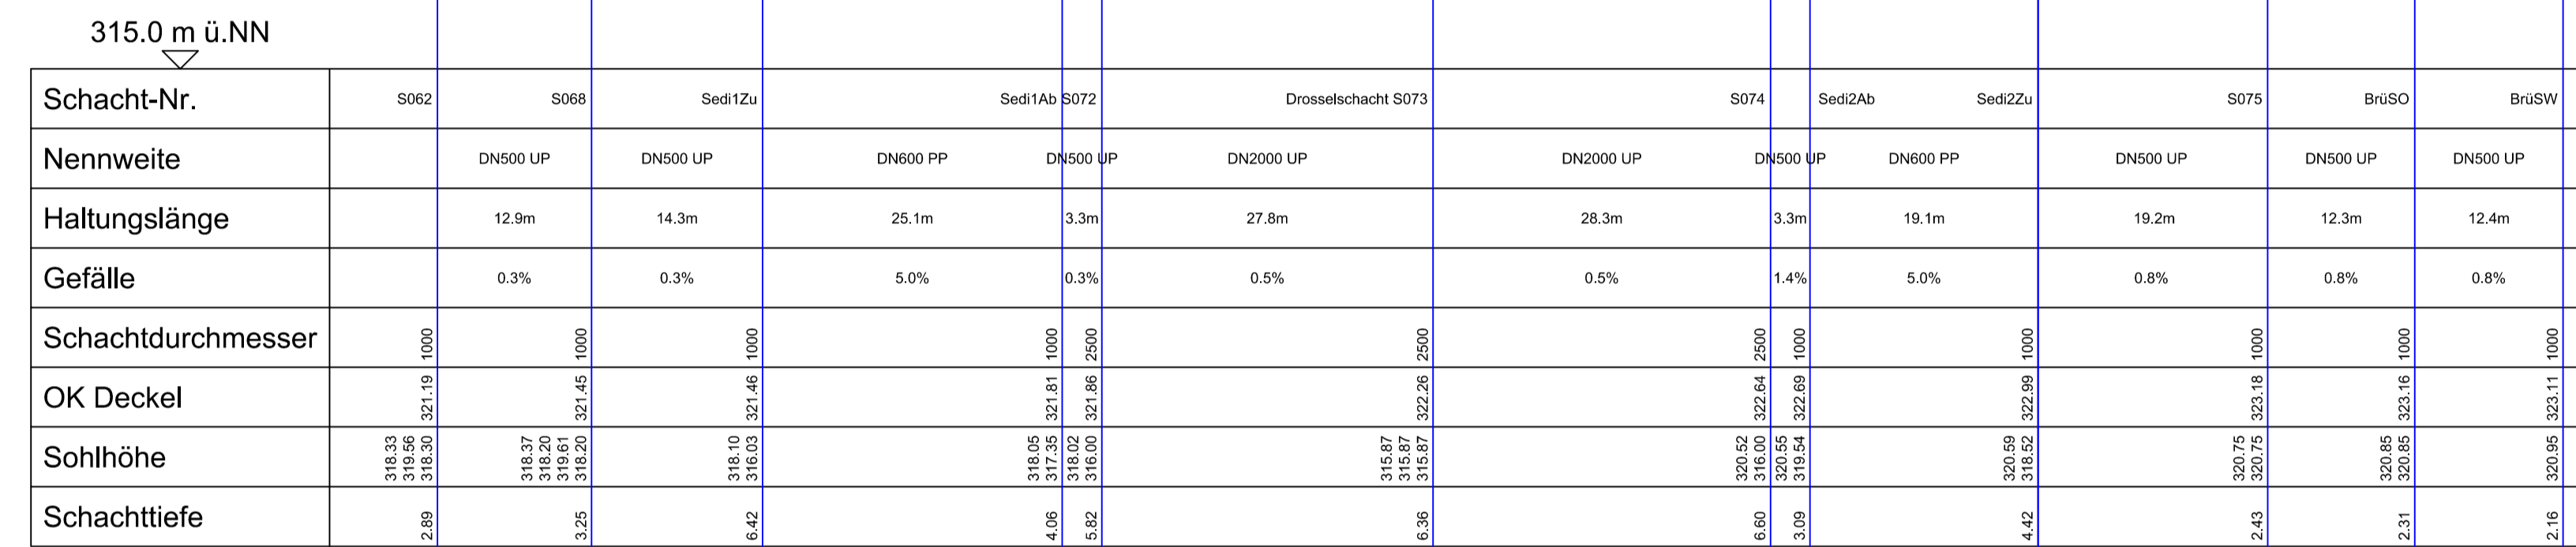 315.0 m ü.NN
Schacht-Nr. S062 S068 Sedi1Zu Sedi1Ab S072 Drosselschacht S073 S074 Sedi2Ab Sedi2Zu S075 BrüSO BrüSW
Nennweite DN500 UP DN500 UP DN600 PP DN500 UP DN2000 UP DN2000 UP DN500 UP DN600 PP DN500 UP DN500 UP DN500 UP
Haltungslänge 12.9m 14.3m 25.1m 3.3m 27.8m 28.3m 3.3m 19.1m 19.2m 12.3m 12.4m
Gefälle 0.3% 0.3% 5.0% 0.3% 0.5% 0.5% 1.4% 5.0% 0.8% 0.8% 0.8%
Schachtdurchmesser 1000 1000 1000 1000 2500 2500 2500 1000 1000 1000 1000 1000
OK Deckel 321.19 321.45 321.46 321.81 321.86 322.26 322.64 322.69 322.99 323.18 323.16 323.11
Sohlhöhe 318.33 319.56 318.30 318.37 318.20 319.61 318.20 318.10 316.03 318.05 317.35 318.02 316.00 315.87 315.87 315.87 320.52 316.00 320.55 319.54 320.59 318.52 320.75 320.75 320.85 320.85 320.95
Schachttiefe 2.89 3.25 6.42 4.06 5.82 6.36 6.60 3.09 4.42 2.43 2.31 2.16